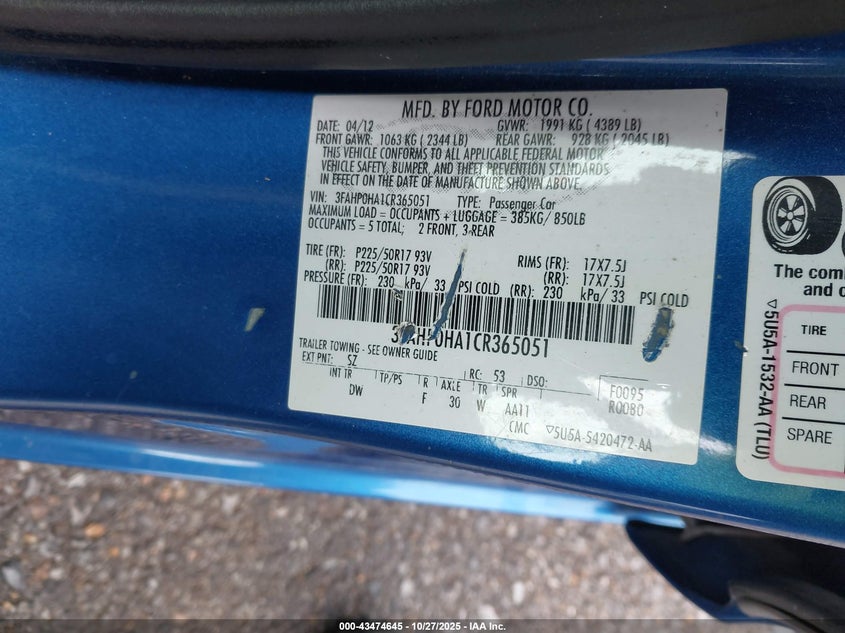 MFD. BY FORD MOTOR CO.
DATE: 04/12 GVWR: 1991 KG ( 4389 LB)
FRONT GAWR: 1063 KG ( 2344 LB) REAR GAWR: 928 KG ( 2045 LB)
THIS VEHICLE CONFORMS TO ALL APPLICABLE FEDERAL MOTOR
VEHICLE SAFETY, BUMPER, AND THEFT PREVENTION STANDARDS
IN EFFECT ON THE DATE OF MANUFACTURE SHOWN ABOVE.
VIN: 3FAHP0HA1CR365051 TYPE: Passenger Car
MAXIMUM LOAD = OCCUPANTS + LUGGAGE = 385KG/ 850LB
OCCUPANTS = 5 TOTAL; 2 FRONT, 3-REAR
TIRE (FR): P225/50R17 93V RIMS (FR): 17X7.5J
(RR): P225/50R17 93V (RR): 17X7.5J
PRESSURE (FR): 230 kPa/ 33 PSI COLD (RR): 230 kPa/ 33 PSI COLD
3FAHP0HA1CR365051
TRAILER TOWING - SEE OWNER GUIDE
EXT PNT: SZ RC: 53 DSO: F0095
INT TR TP/PS R AXLE TR SPR R00B0
DW F 30 W AA11
CMC ▽5U5A-5420472-AA
The com
and
▽5U5A-1532-AA (TLU)
TIRE
FRONT
REAR
SPARE
000-43474645 | 10/27/2025 | IAA Inc.